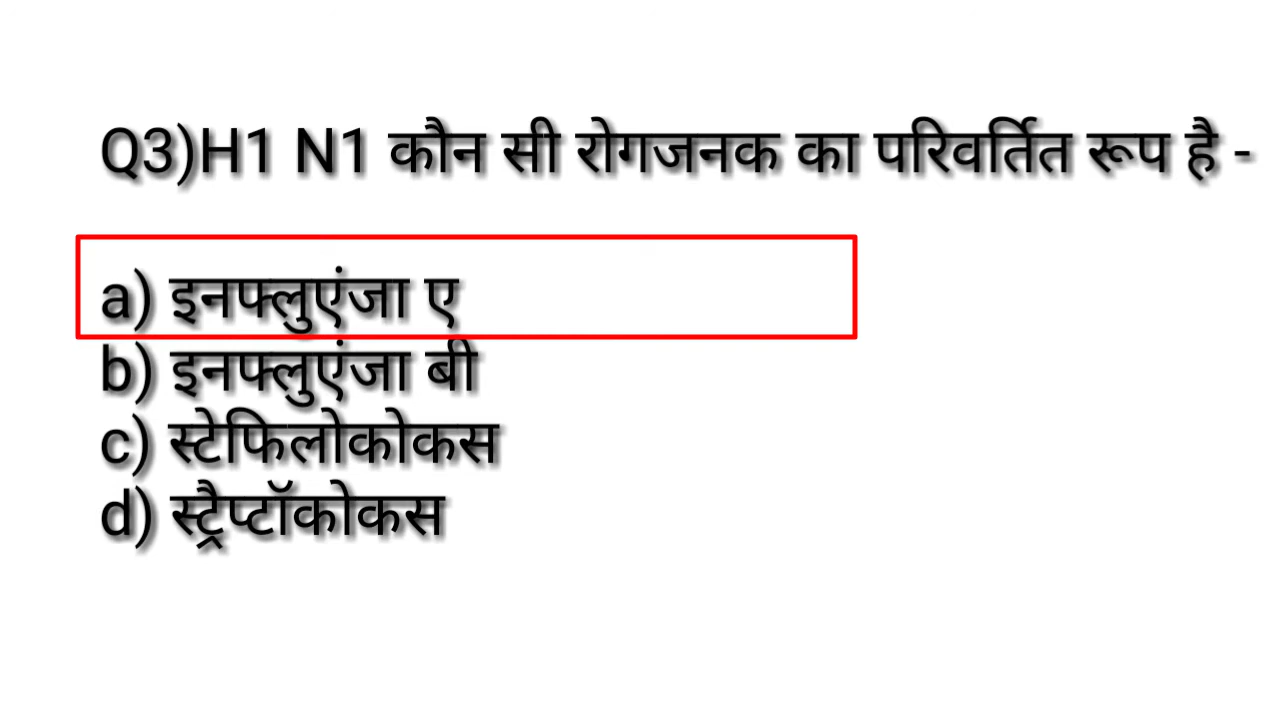 Q3)H1 N1 कौन सी रोगजनक का परिवर्तित रूप है -
a) इनफ्लुएंजा ए
b) इनफ्लुएंजा बी
c) स्टेफिलोकोकस
d) स्ट्रैप्टॉकोकस